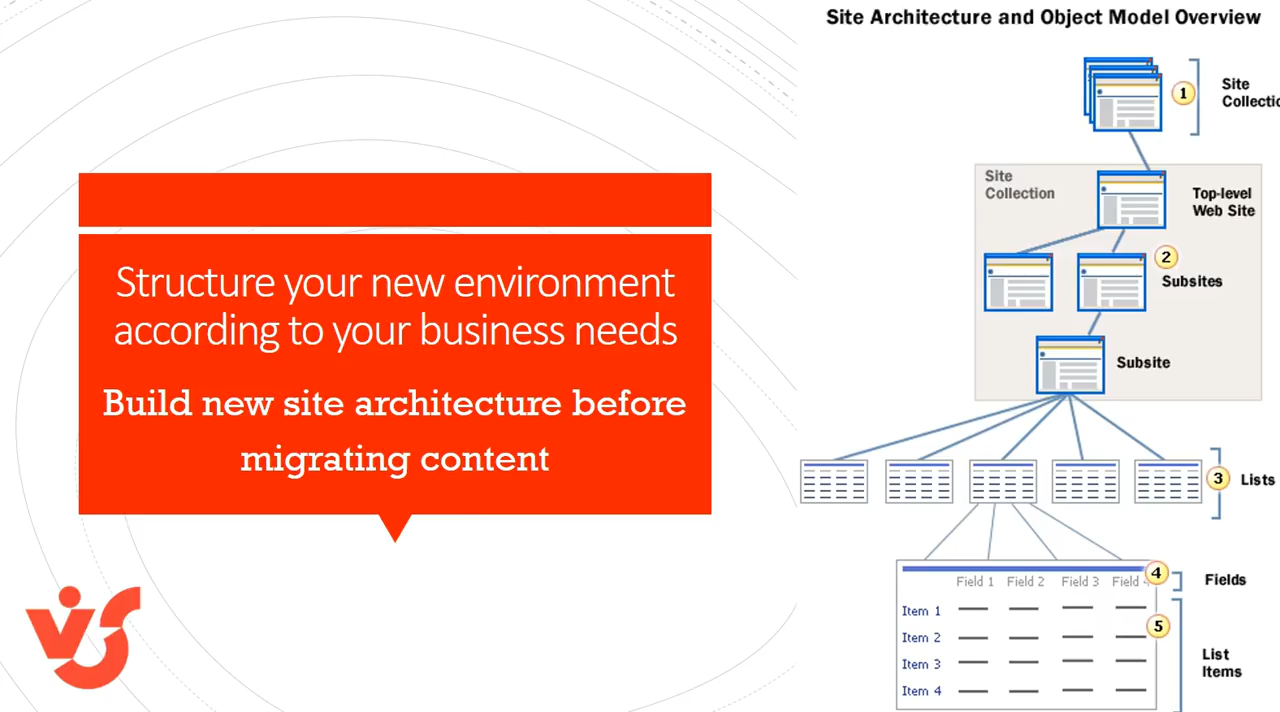 Site Architecture and Object Model Overview
1
Site
Collectio
Site
Collection
Top-level
Web Site
2
Subsites
Subsite
3
Lists
Field 1 Field 2 Field 3 Field 4
4
Fields
Item 1
5
Item 2
Item 3
Item 4
List
Items
Structure your new environment
according to your business needs
Build new site architecture before
migrating content
vis